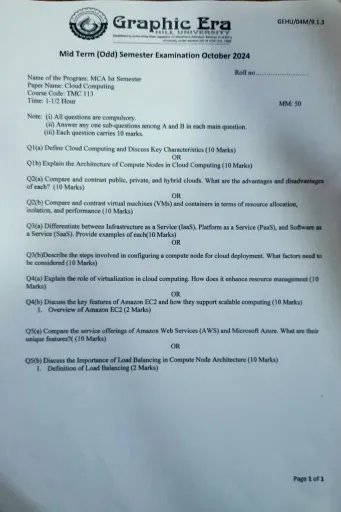 Graphic Era
HILL UNIVERSITY
GEHU/04M/9.1.3
Mid Term (Odd) Semester Examination October 2024
Roll no
Name of the Program: MCA Ist Semester
Paper Name: Cloud Computing
Course Code: TMC 113
Time: 1-1/2 Hour
MM: 50
Note: (i) All questions are compulsory.
(ii) Answer any one sub-questions among A and B in each main question.
(iii) Each question carries 10 marks.
Q1(a) Define Cloud Computing and Discuss Key Characteristics (10 Marks)
OR
Q1b) Explain the Architecture of Compute Nodes in Cloud Computing (10 Marks)
Q2(a) Compare and contrast public, private, and hybrid clouds. What are the advantages and disadvantages
of each? (10 Marks)
OR
Q2(b) Compare and contrast virtual machines (VMs) and containers in terms of resource allocation,
isolation, and performance (10 Marks)
Q3(a) Differentiate between Infrastructure as a Service (IaaS), Platform as a Service (PaaS), and Software as
a Service (SaaS). Provide examples of each(10 Marks)
OR
Q3(b)Describe the steps involved in configuring a compute node for cloud deployment. What factors need to
be considered (10 Marks)
Q4(a) Explain the role of virtualization in cloud computing. How does it enhance resource management (10
Marks)
OR
Q4(b) Discuss the key features of Amazon EC2 and how they support scalable computing (10 Marks)
1. Overview of Amazon EC2 (2 Marks)
Q5(a) Compare the service offerings of Amazon Web Services (AWS) and Microsoft Azure. What are their
unique features?( (10 Marks)
OR
Q5(b) Discuss the Importance of Load Balancing in Compute Node Architecture (10 Marks)
1. Definition of Load Balancing (2 Marks)
Page 1 of 1